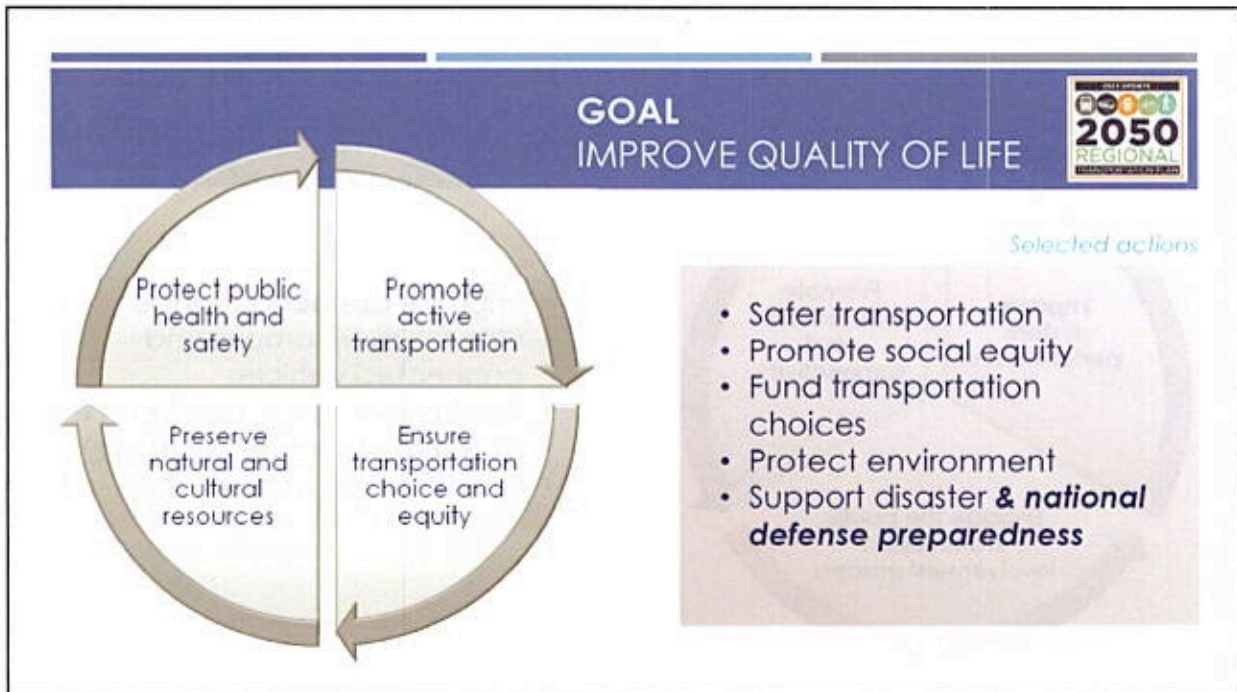 GOAL
IMPROVE QUALITY OF LIFE
2050
REGIONAL
TRANSPORTATION PLAN
Selected actions
Protect public
health and
safety
Promote
active
transportation
Preserve
natural and
cultural
resources
Ensure
transportation
choice and
equity
• Safer transportation
• Promote social equity
• Fund transportation
choices
• Protect environment
• Support disaster & national
defense preparedness